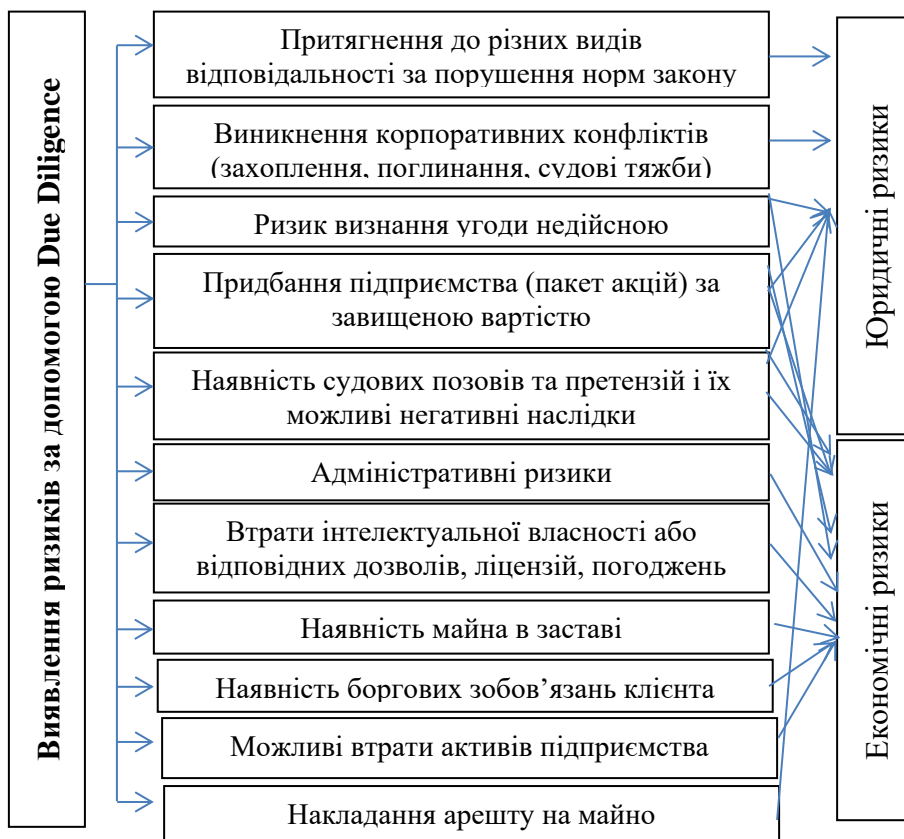 Виявлення ризиків за допомогою Due Diligence
Притягнення до різних видів
відповідальності за порушення норм закону
Виникнення корпоративних конфліктів
(захоплення, поглинання, судові тяжби)
Ризик визнання угоди недійсною
Придбання підприємства (пакет акцій) за
завищеною вартістю
Наявність судових позовів та претензій і їх
можливі негативні наслідки
Адміністративні ризики
Втрати інтелектуальної власності або
відповідних дозволів, ліцензій, погоджень
Наявність майна в заставі
Наявність боргових зобов’язань клієнта
Можливі втрати активів підприємства
Накладання арешту на майно
Юридичні ризики
Економічні ризики